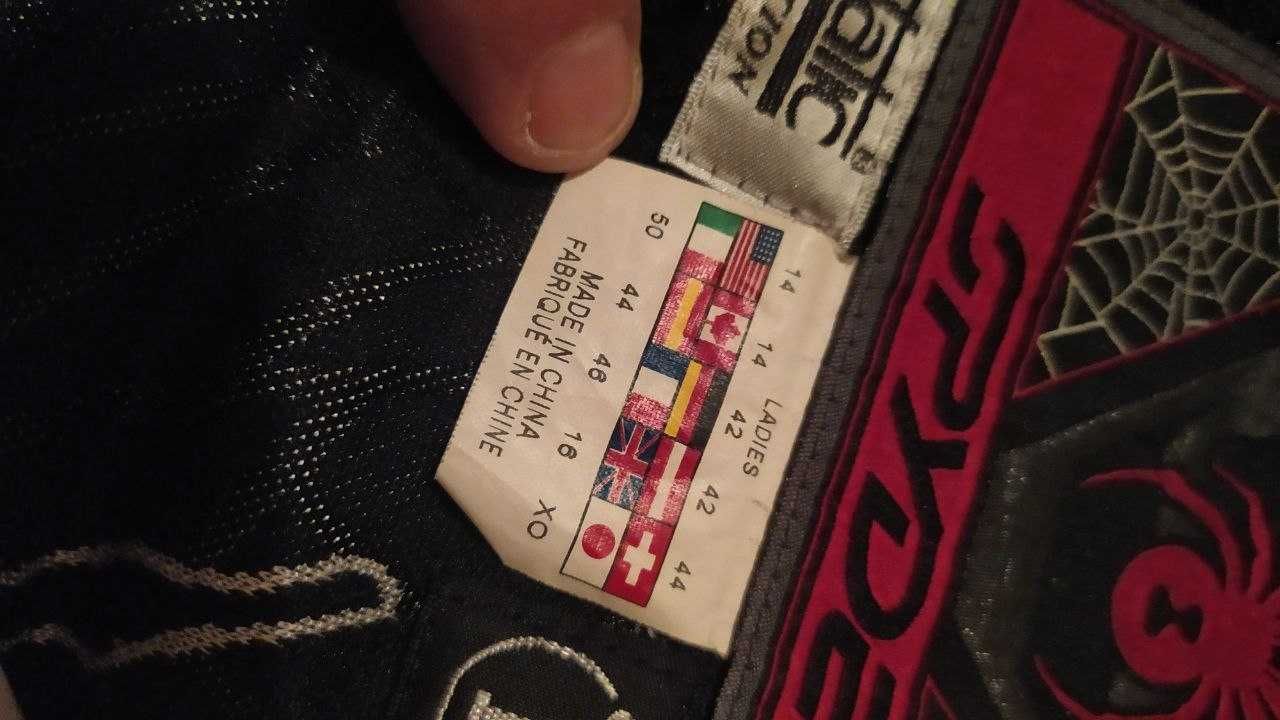 LADIES
14 14 42 42 44
50 44 46 16 XO
MADE IN CHINA
FABRIQUÉ EN CHINE